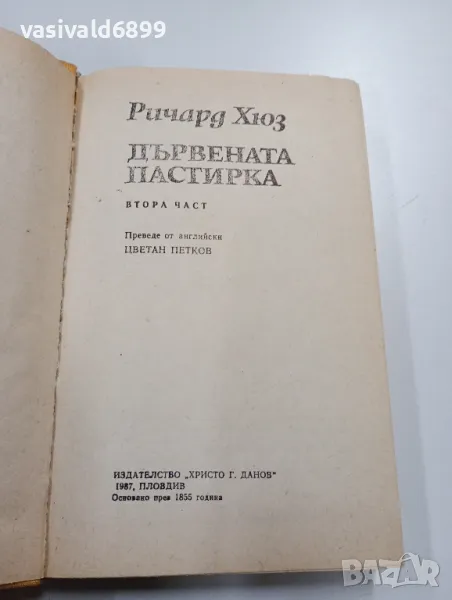 vasivald6899
Ричард Хюз
ДЪРВЕНАТА
ПАСТИРКА
ВТОРА ЧАСТ
Преведе от английски
ЦВЕТАН ПЕТКОВ
ИЗДАТЕЛСТВО „ХРИСТО Г. ДАНОВ"
1987, ПЛОВДИВ
Основано през 1855 година
BAZAR